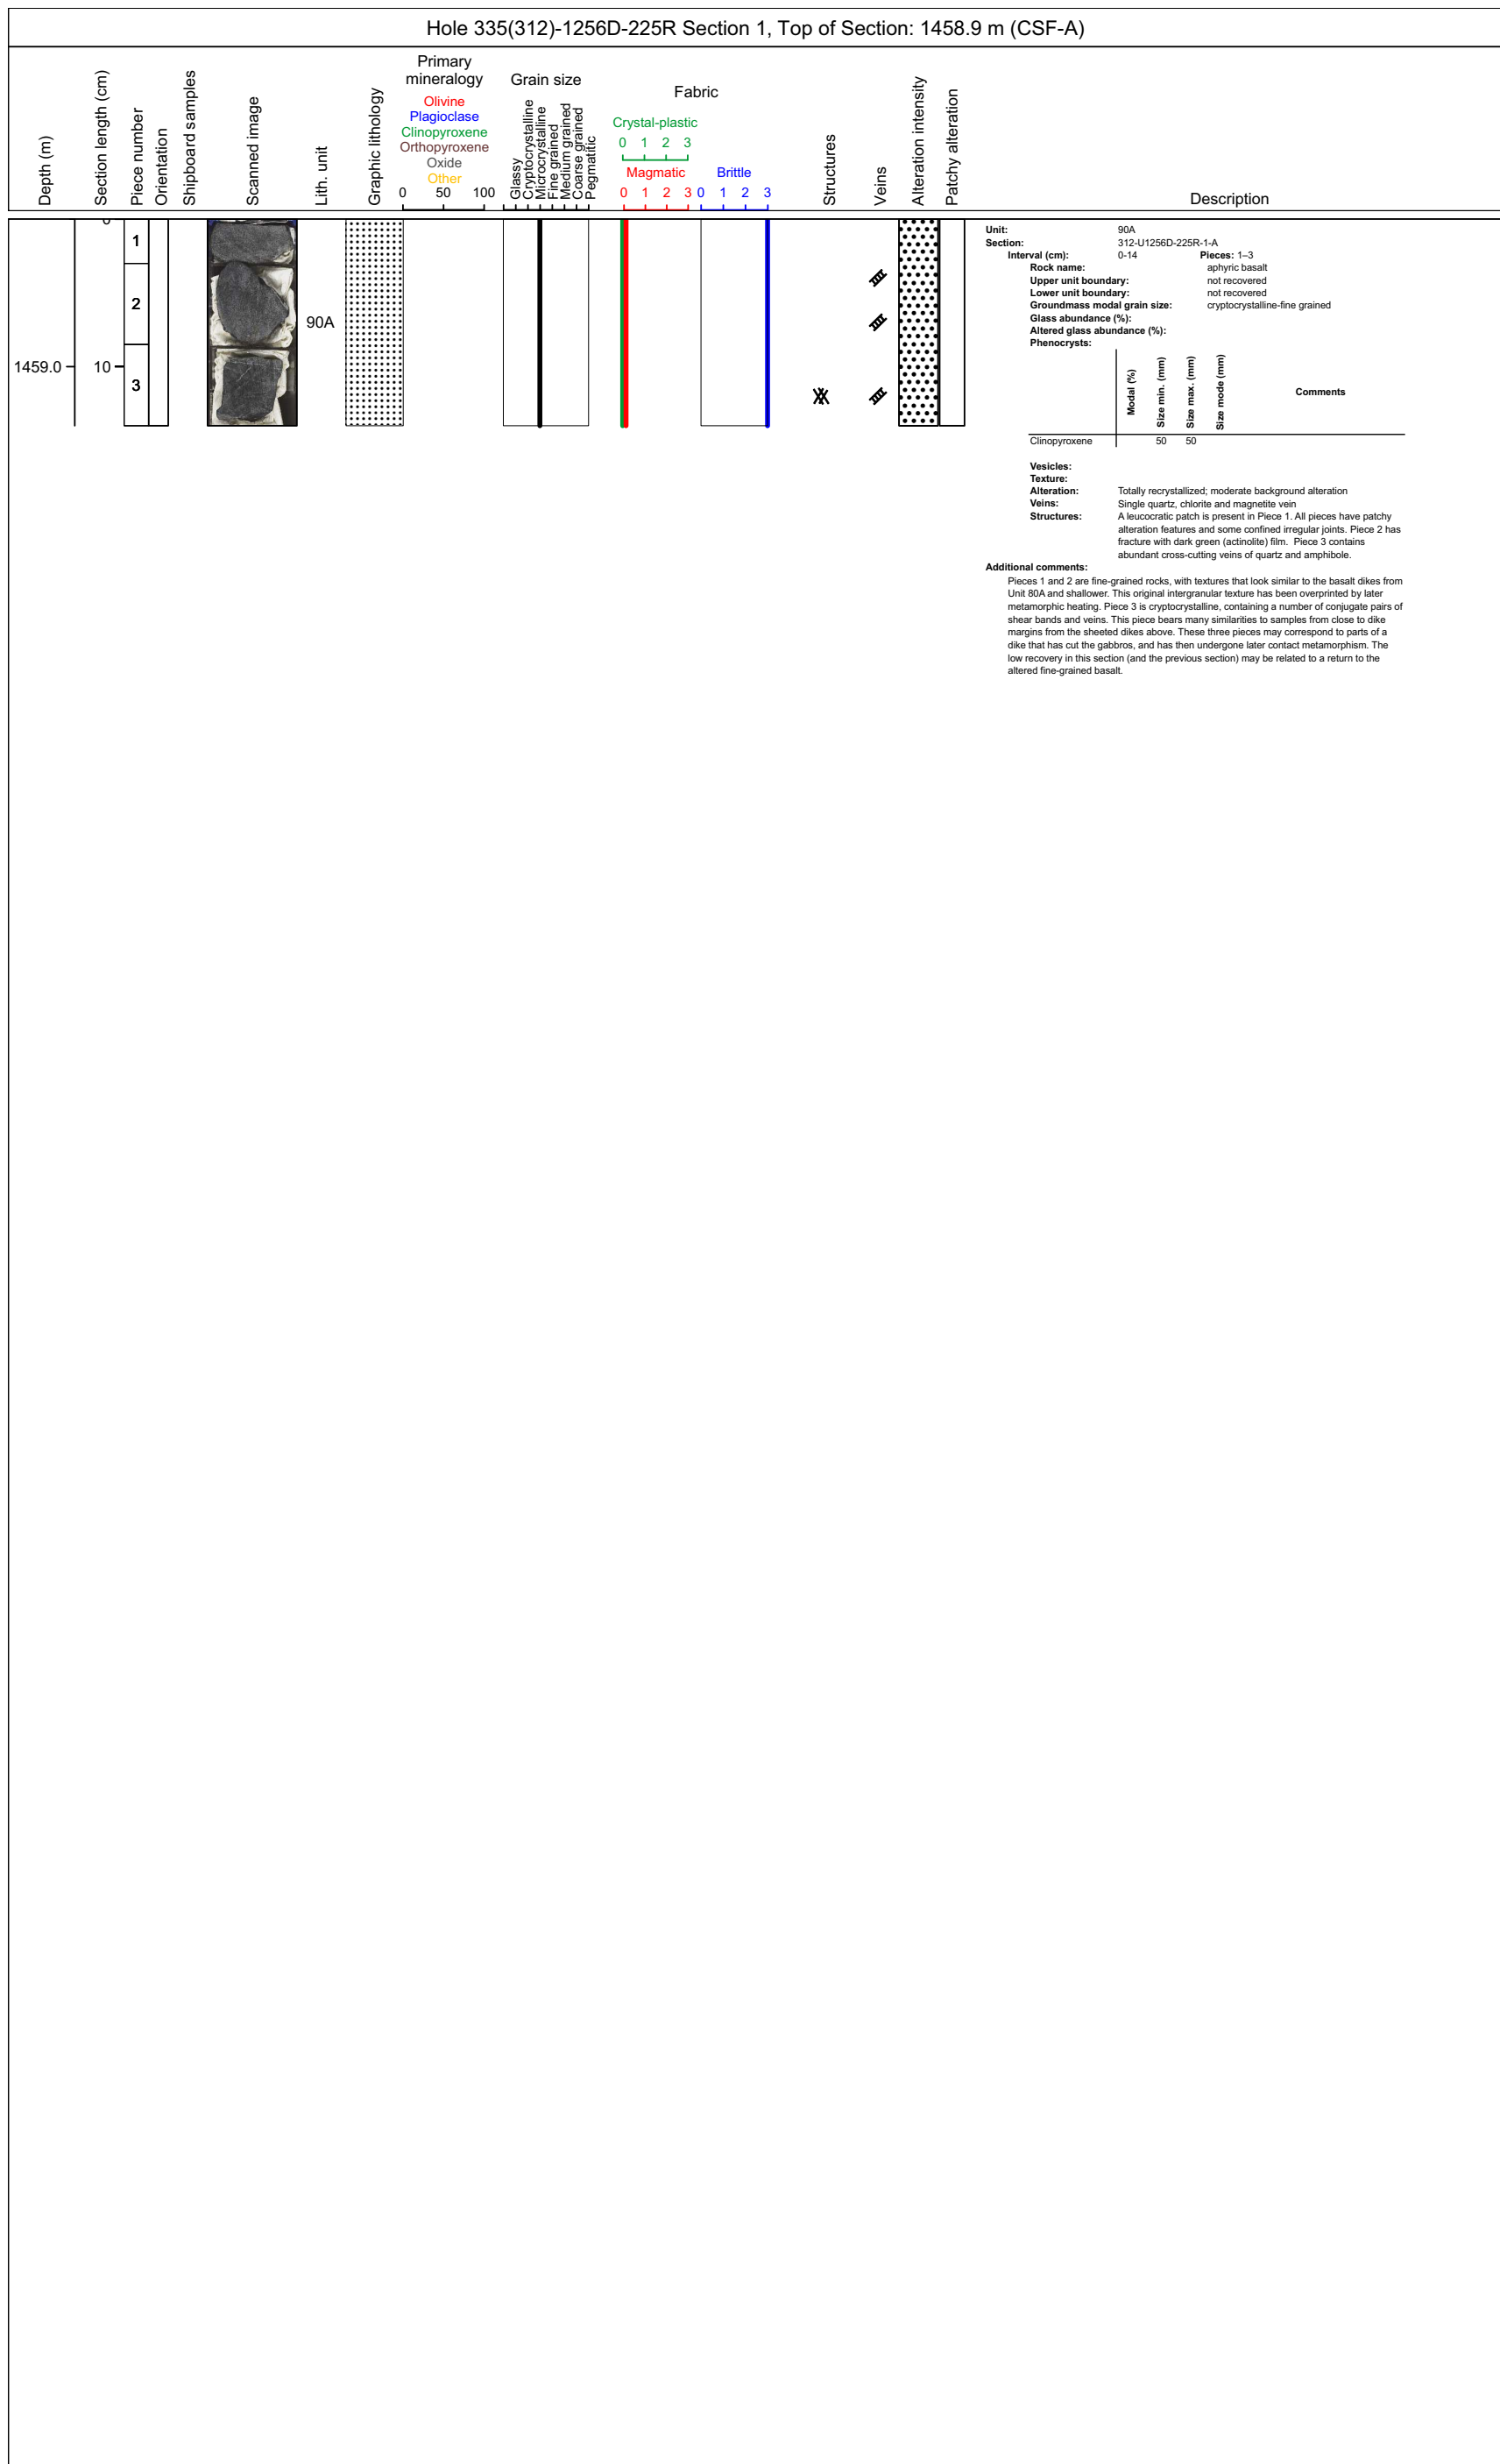 Hole 335(312)-1256D-225R Section 1, Top of Section: 1458.9 m (CSF-A)
Depth (m)
Section length (cm)
Piece number
Orientation
Shipboard samples
Scanned image
Lith. unit
Graphic lithology
Primary
mineralogy
Olivine
Plagioclase
Clinopyroxene
Orthopyroxene
Oxide
Other
0 50 100
Grain size
Glassy
Cryptocrystalline
Microcrystalline
Fine grained
Medium grained
Coarse grained
Pegmatitic
Fabric
Crystal-plastic
0 1 2 3
Magmatic
0 1 2 3
Brittle
0 1 2 3
Structures
Veins
Alteration intensity
Patchy alteration
Description
0
1
2
90A
1459.0
10
3
Unit: 90A
Section: 312-U1256D-225R-1-A
Interval (cm): 0-14 Pieces: 1–3
Rock name: aphyric basalt
Upper unit boundary: not recovered
Lower unit boundary: not recovered
Groundmass modal grain size: cryptocrystalline-fine grained
Glass abundance (%):
Altered glass abundance (%):
Phenocrysts:
Modal (%)
Size min. (mm)
Size max. (mm)
Size mode (mm)
Comments
Clinopyroxene 50 50
Vesicles:
Texture:
Alteration: Totally recrystallized; moderate background alteration
Veins: Single quartz, chlorite and magnetite vein
Structures: A leucocratic patch is present in Piece 1. All pieces have patchy
alteration features and some confined irregular joints. Piece 2 has
fracture with dark green (actinolite) film. Piece 3 contains
abundant cross-cutting veins of quartz and amphibole.
Additional comments:
Pieces 1 and 2 are fine-grained rocks, with textures that look similar to the basalt dikes from
Unit 80A and shallower. This original intergranular texture has been overprinted by later
metamorphic heating. Piece 3 is cryptocrystalline, containing a number of conjugate pairs of
shear bands and veins. This piece bears many similarities to samples from close to dike
margins from the sheeted dikes above. These three pieces may correspond to parts of a
dike that has cut the gabbros, and has then undergone later contact metamorphism. The
low recovery in this section (and the previous section) may be related to a return to the
altered fine-grained basalt.